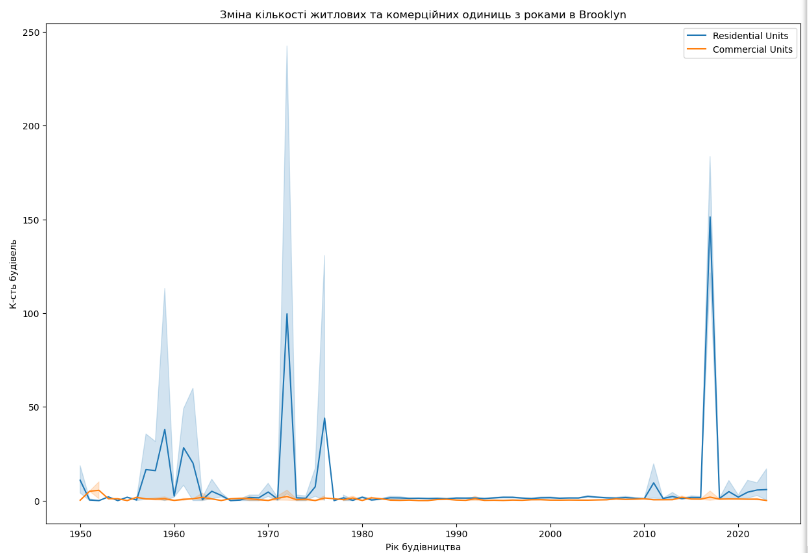 Зміна кількості житлових та комерційних одиниць з роками в Brooklyn
Residential Units
Commercial Units
250
200
150
100
50
0
К-сть будівель
1950 1960 1970 1980 1990 2000 2010 2020
Рік будівництва